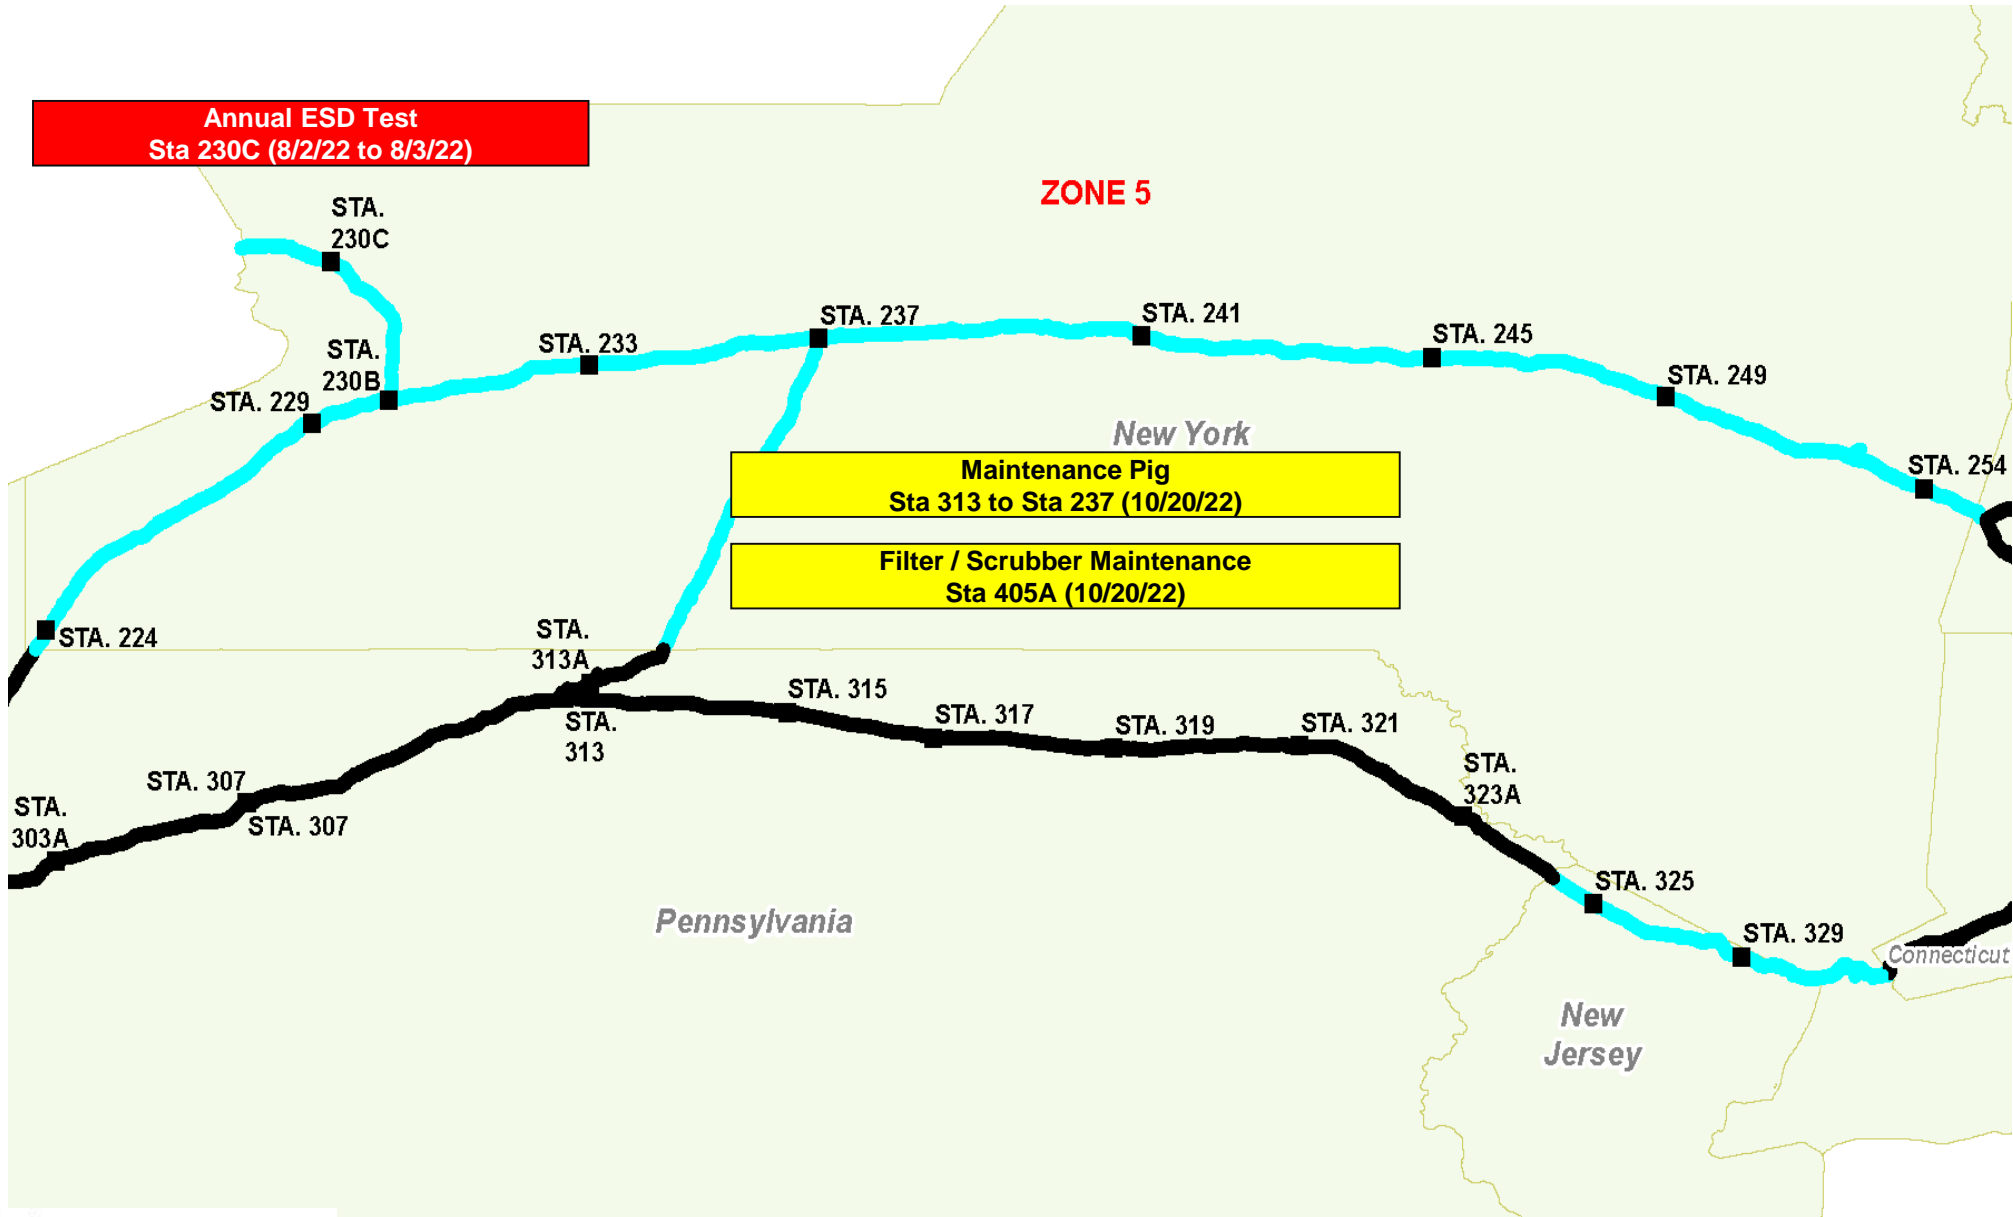 Annual ESD Test
Sta 230C (8/2/22 to 8/3/22)
ZONE 5
STA.
230C
STA. 237
STA. 241
STA. 233
STA. 245
STA.
230B
STA. 229
STA. 249
New York
STA. 254
Maintenance Pig
Sta 313 to Sta 237 (10/20/22)
Filter / Scrubber Maintenance
Sta 405A (10/20/22)
STA. 224
STA.
313A
STA. 315
STA. 317
STA. 319
STA. 321
STA.
313
STA.
323A
STA. 307
STA. 307
STA.
303A
STA. 325
STA. 329
Pennsylvania
Connecticut
New
Jersey